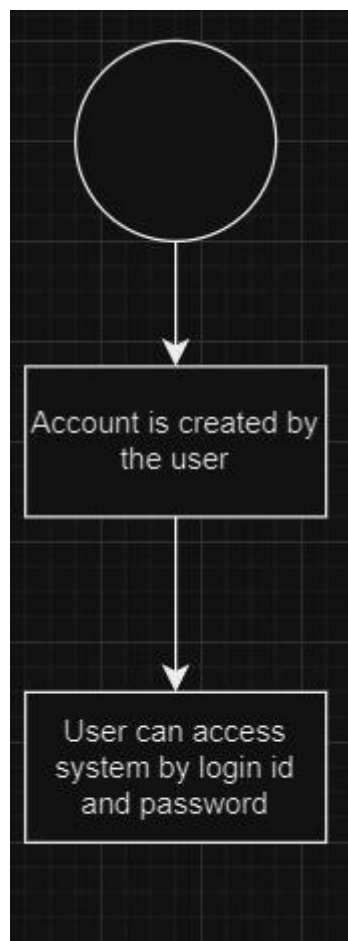 Account is created by
the user
User can access
system by login id
and password